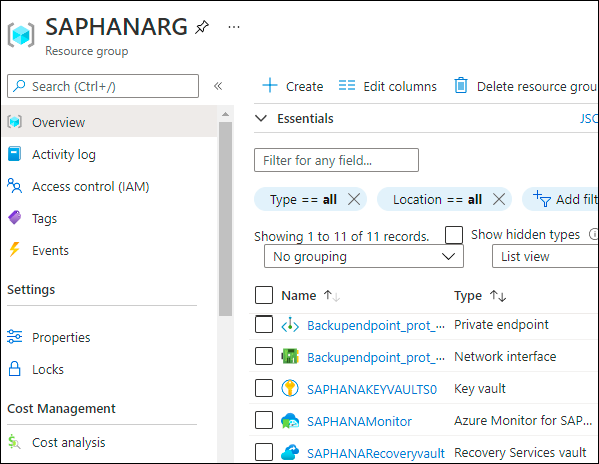 SAPHANARG ...
Resource group
Search (Ctrl+/) «
Overview
Activity log
Access control (IAM)
Tags
Events
Settings
Properties
Locks
Cost Management
Cost analysis
+ Create Edit columns Delete resource grou
Essentials JSC
Filter for any field...
Type == all Location == all Add filt
Showing 1 to 11 of 11 records. Show hidden types
No grouping List view
Name ↑↓ Type ↑↓
Backupendpoint_prot_... Private endpoint
Backupendpoint_prot_... Network interface
SAPHANAKEYVAULTS0 Key vault
SAPHANAMonitor Azure Monitor for SAP...
SAPHANARecoveryvault Recovery Services vault